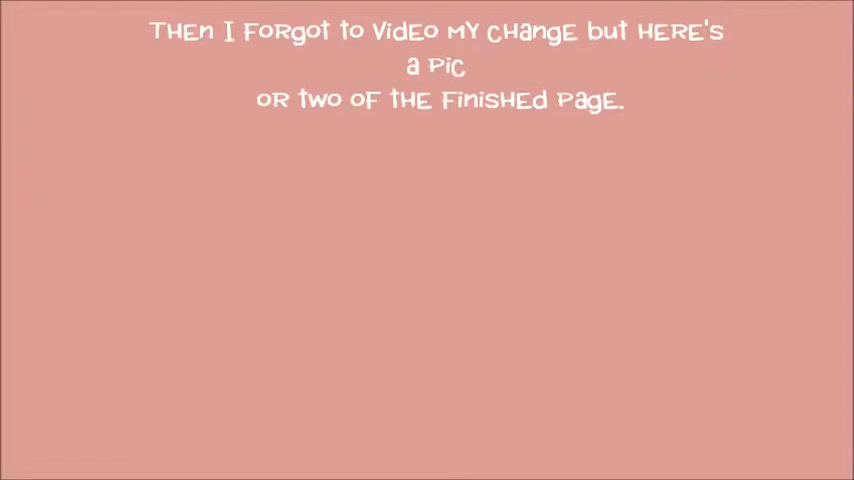 THEn I FORgOt to VidEO MY CHangE but HERE's
a PiC
OR twO OF tHE FinisHEd Page.